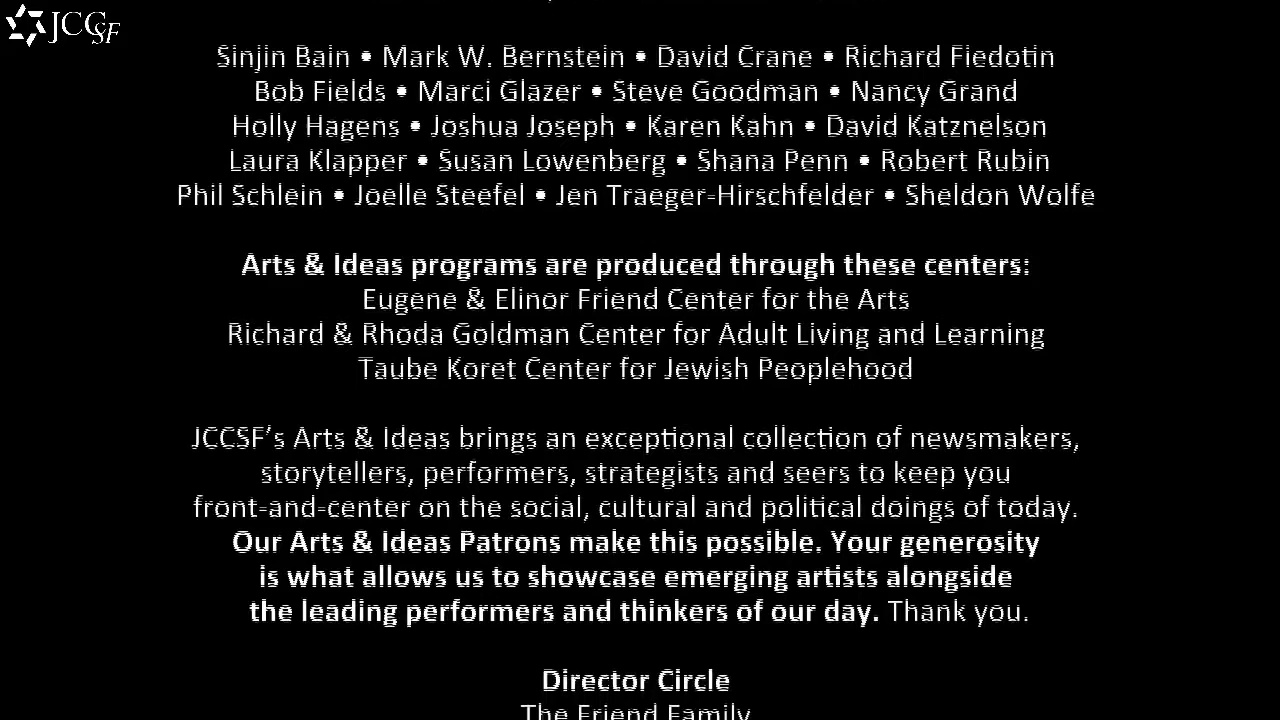 JCCSF
Sinjin Bain • Mark W. Bernstein • David Crane • Richard Fiedotin
Bob Fields • Marci Glazer • Steve Goodman • Nancy Grand
Holly Hagens • Joshua Joseph • Karen Kahn • David Katznelson
Laura Klapper • Susan Lowenberg • Shana Penn • Robert Rubin
Phil Schlein • Joelle Steefel • Jen Traeger-Hirschfelder • Sheldon Wolfe
Arts & Ideas programs are produced through these centers:
Eugene & Elinor Friend Center for the Arts
Richard & Rhoda Goldman Center for Adult Living and Learning
Taube Koret Center for Jewish Peoplehood
JCCSF’s Arts & Ideas brings an exceptional collection of newsmakers,
storytellers, performers, strategists and seers to keep you
front-and-center on the social, cultural and political doings of today.
Our Arts & Ideas Patrons make this possible. Your generosity
is what allows us to showcase emerging artists alongside
the leading performers and thinkers of our day. Thank you.
Director Circle
The Friend Family